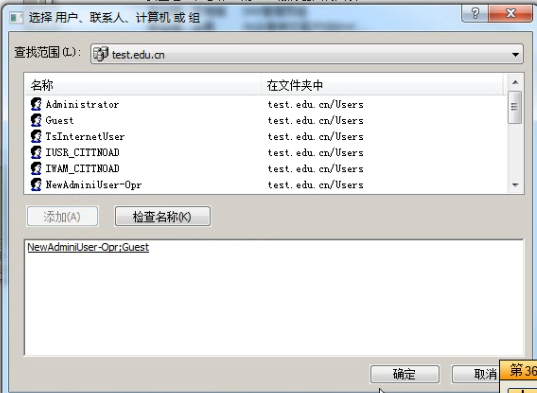 选择 用户、联系人、计算机 或 组
查找范围(L): test.edu.cn
名称 在文件夹中
Administrator test.edu.cn/Users
Guest test.edu.cn/Users
TsInternetUser test.edu.cn/Users
IUSR_CITTNOAD test.edu.cn/Users
IWAM_CITTNOAD test.edu.cn/Users
NewAdminiUser-Opr test.edu.cn/Users
添加(A) 检查名称(K)
NewAdminiUser-Opr;Guest
确定 取消
第36